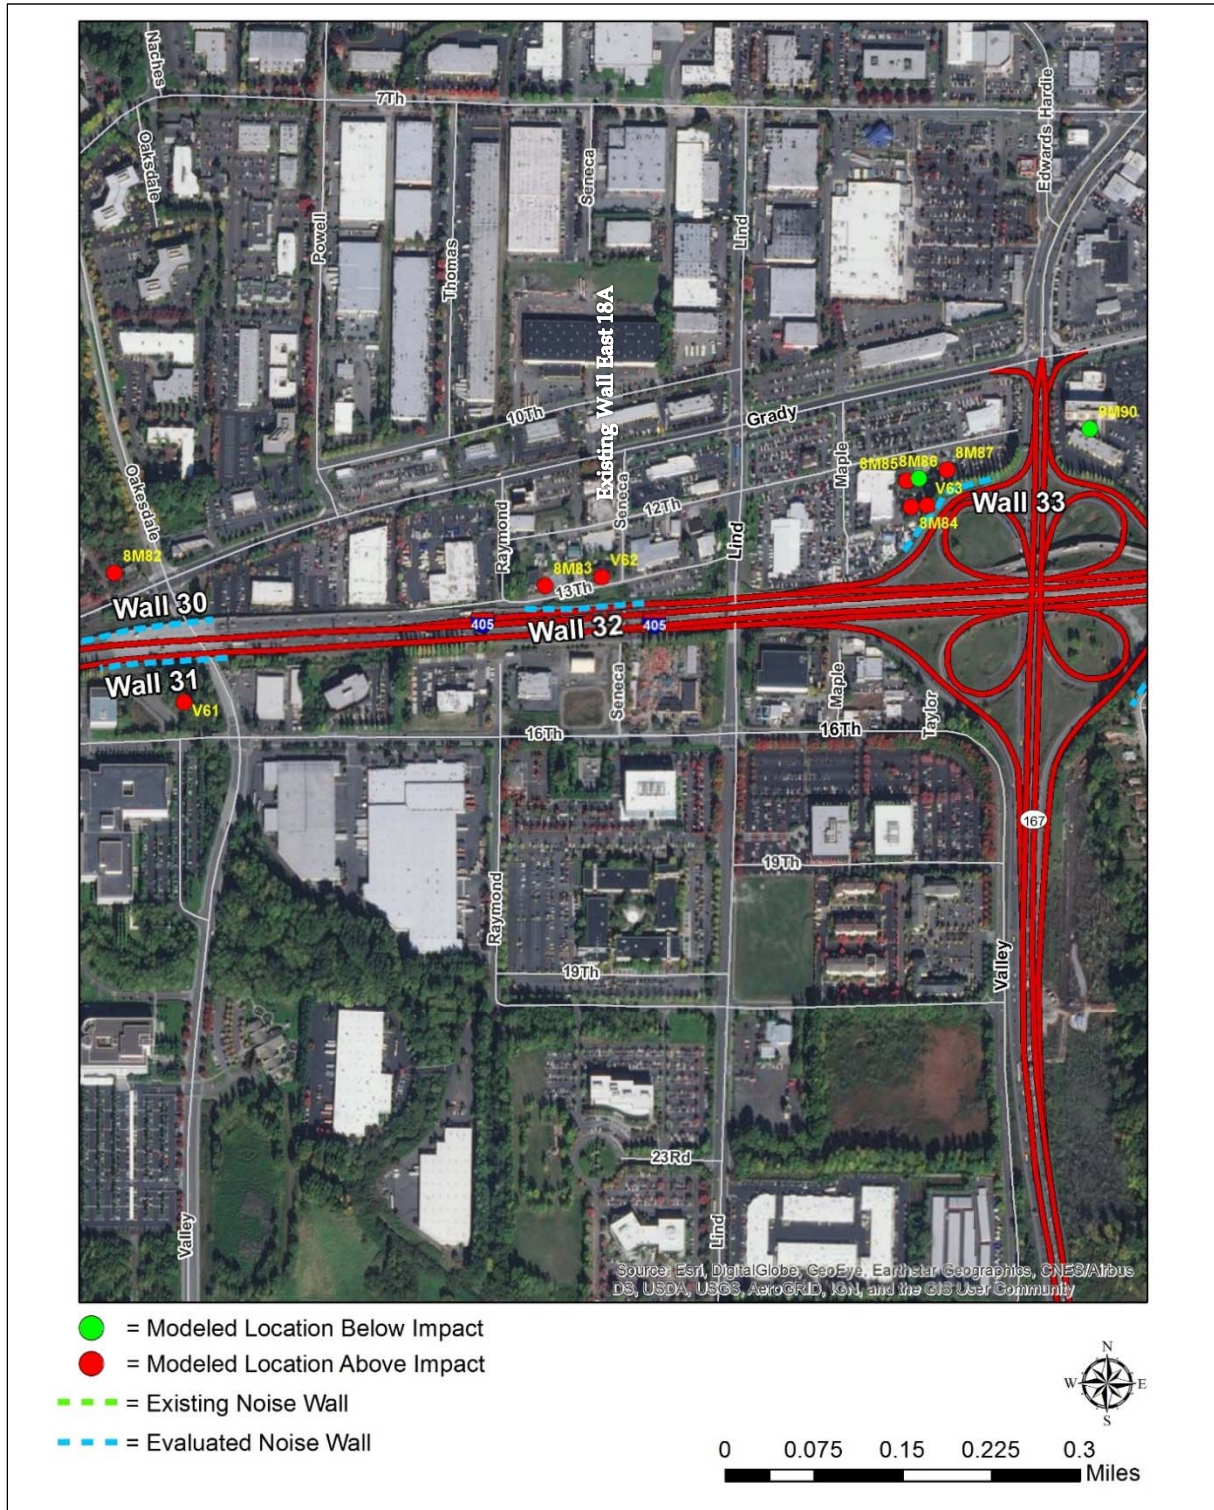 Naches
Edwards Hardie
7Th
Oaksdale
Seneca
Powell
Lind
Thomas
Existing Wall East 18A
10Th
Grady
8M90
Maple
8M85
8M86
8M87
Oakesdale
Seneca
12Th
V63
Wall 33
8M84
Raymond
Lind
8M82
8M83
V62
13Th
Wall 30
405
Wall 32
405
Wall 31
V61
Seneca
Maple
Taylor
16Th
16Th
167
19Th
Raymond
Valley
19Th
23Rd
Valley
Lind
Source: Esri, DigitalGlobe, GeoEye, Earthstar Geographics, CNES/Airbus
DS, USDA, USGS, AeroGRID, IGN, and the GIS User Community
= Modeled Location Below Impact
= Modeled Location Above Impact
= Existing Noise Wall
= Evaluated Noise Wall
N
W
E
S
0 0.075 0.15 0.225 0.3
Miles